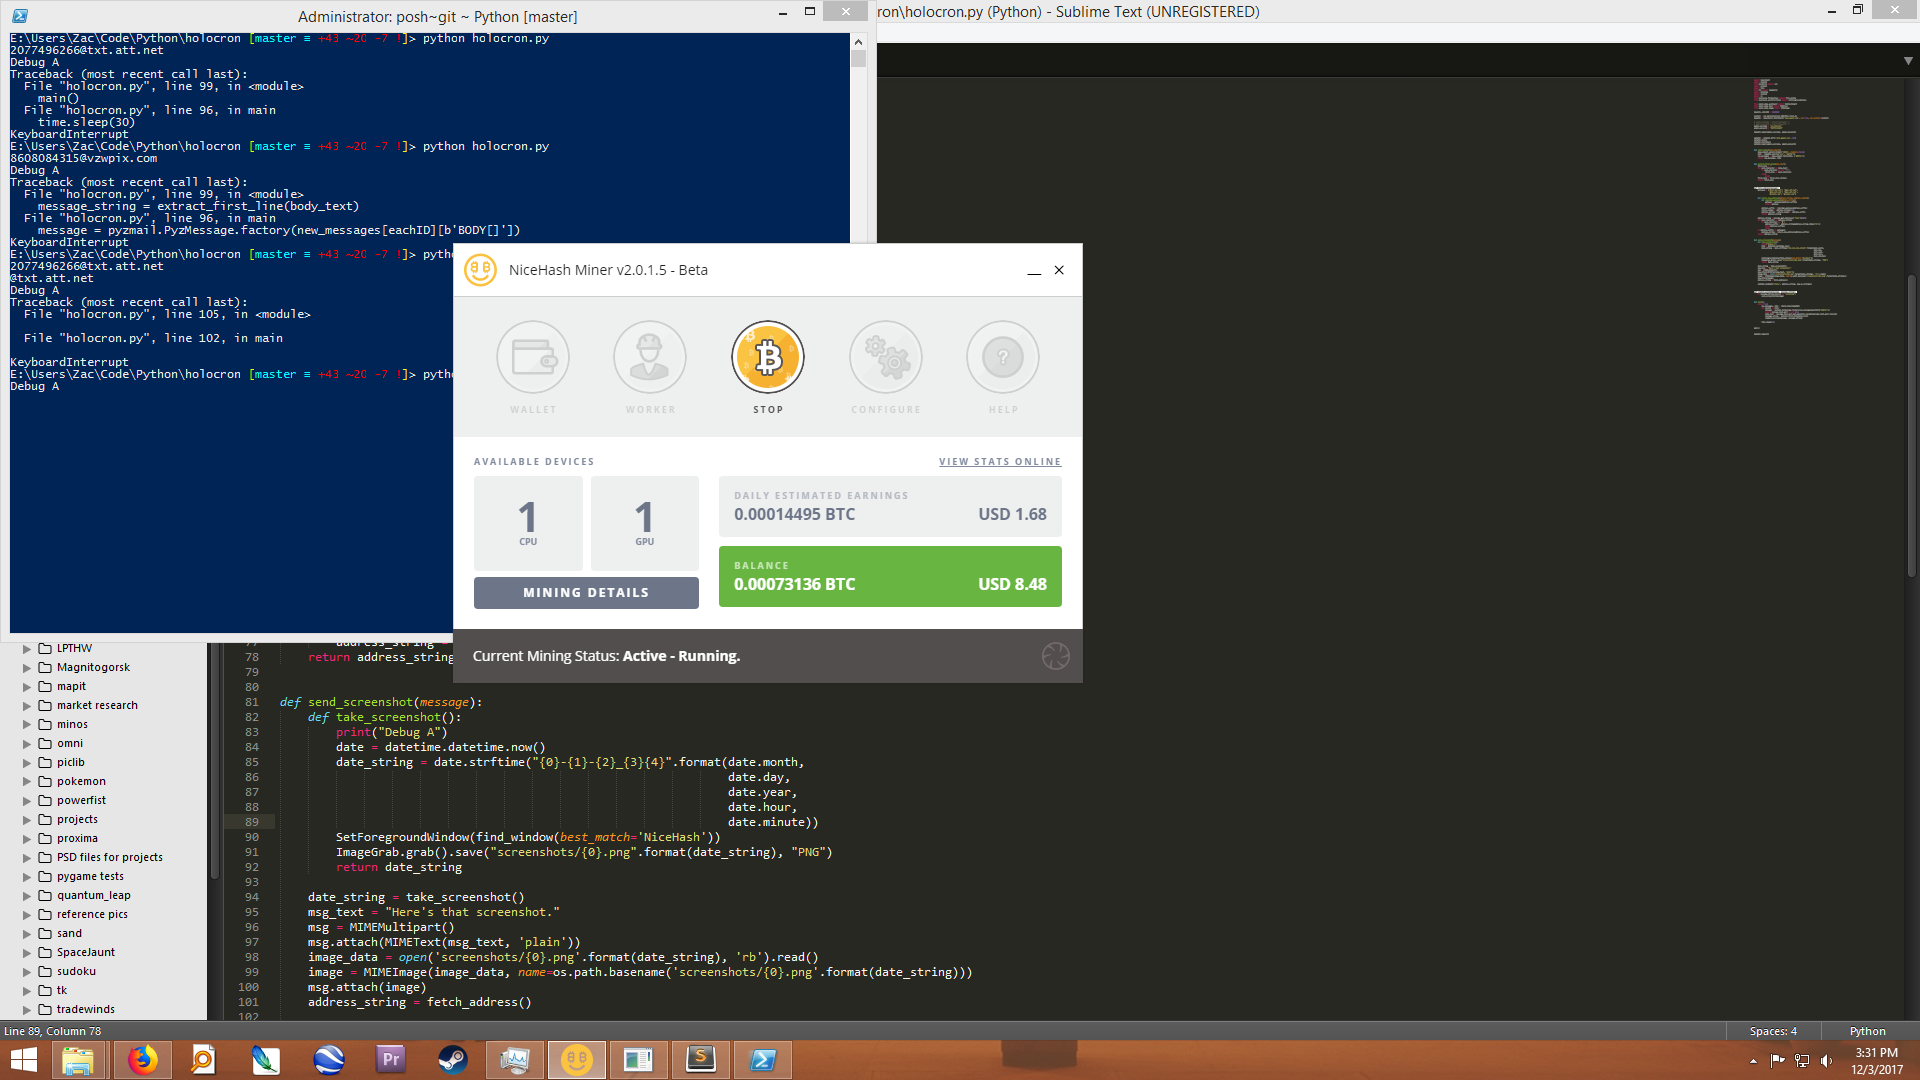 Administrator: posh~git ~ Python [master]
ron\holocron.py (Python) - Sublime Text (UNREGISTERED)
E:\Users\Zac\Code\Python\holocron [master ≡ +43 ~20 -7 !]> python holocron.py
2077496266@txt.att.net
Debug A
Traceback (most recent call last):
  File "holocron.py", line 99, in <module>
    main()
  File "holocron.py", line 96, in main
    time.sleep(30)
KeyboardInterrupt
E:\Users\Zac\Code\Python\holocron [master ≡ +43 ~20 -7 !]> python holocron.py
8608084315@vzwpix.com
Debug A
Traceback (most recent call last):
  File "holocron.py", line 99, in <module>
    message_string = extract_first_line(body_text)
  File "holocron.py", line 96, in main
    message = pyzmail.PyzMessage.factory(new_messages[eachID][b'BODY[]'])
KeyboardInterrupt
E:\Users\Zac\Code\Python\holocron [master ≡ +43 ~20 -7 !]> pyth
2077496266@txt.att.net
@txt.att.net
Debug A
Traceback (most recent call last):
  File "holocron.py", line 105, in <module>
  File "holocron.py", line 102, in main
KeyboardInterrupt
E:\Users\Zac\Code\Python\holocron [master ≡ +43 ~20 -7 !]> pyth
Debug A
NiceHash Miner v2.0.1.5 - Beta
WALLET WORKER STOP CONFIGURE HELP
AVAILABLE DEVICES
VIEW STATS ONLINE
1 CPU
1 GPU
MINING DETAILS
DAILY ESTIMATED EARNINGS
0.00014495 BTC USD 1.68
BALANCE
0.00073136 BTC USD 8.48
Current Mining Status: Active - Running.
LPTHW
Magnitogorsk
mapit
market research
minos
omni
piclib
pokemon
powerfist
projects
proxima
PSD files for projects
pygame tests
quantum_leap
reference pics
sand
SpaceJaunt
sudoku
tk
tradewinds
77 address_string =
78 return address_string
79
80
81 def send_screenshot(message):
82     def take_screenshot():
83         print("Debug A")
84         date = datetime.datetime.now()
85         date_string = date.strftime("{0}-{1}-{2}_{3}{4}".format(date.month,
86 date.day,
87 date.year,
88 date.hour,
89 date.minute))
90         SetForegroundWindow(find_window(best_match='NiceHash'))
91         ImageGrab.grab().save("screenshots/{0}.png".format(date_string), "PNG")
92         return date_string
93
94     date_string = take_screenshot()
95     msg_text = "Here's that screenshot."
96     msg = MIMEMultipart()
97     msg.attach(MIMEText(msg_text, 'plain'))
98     image_data = open('screenshots/{0}.png'.format(date_string), 'rb').read()
99     image = MIMEImage(image_data, name=os.path.basename('screenshots/{0}.png'.format(date_string)))
100     msg.attach(image)
101     address_string = fetch_address()
102
Line 89, Column 78
Spaces: 4
Python
Pr
3:31 PM
12/3/2017